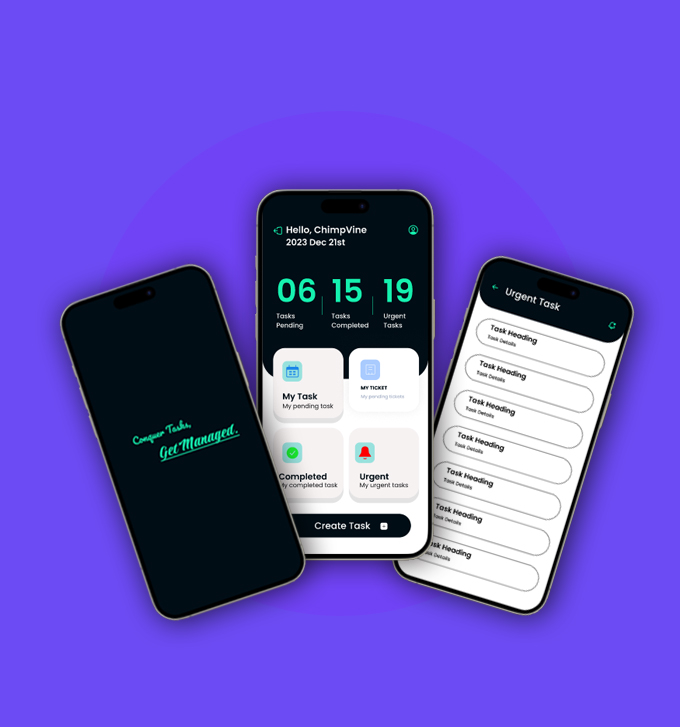 Conquer Tasks,
Get Managed.
Hello, ChimpVine
2023 Dec 21st
06
Tasks
Pending
15
Tasks
Completed
19
Urgent
Tasks
My Task
My pending task
MY TICKET
My pending tickets
Completed
My completed task
Urgent
My urgent tasks
Create Task
Urgent Task
Task Heading
Task Details
Task Heading
Task Details
Task Heading
Task Details
Task Heading
Task Details
Task Heading
Task Details
Task Heading
Task Details
Task Heading
Task Details